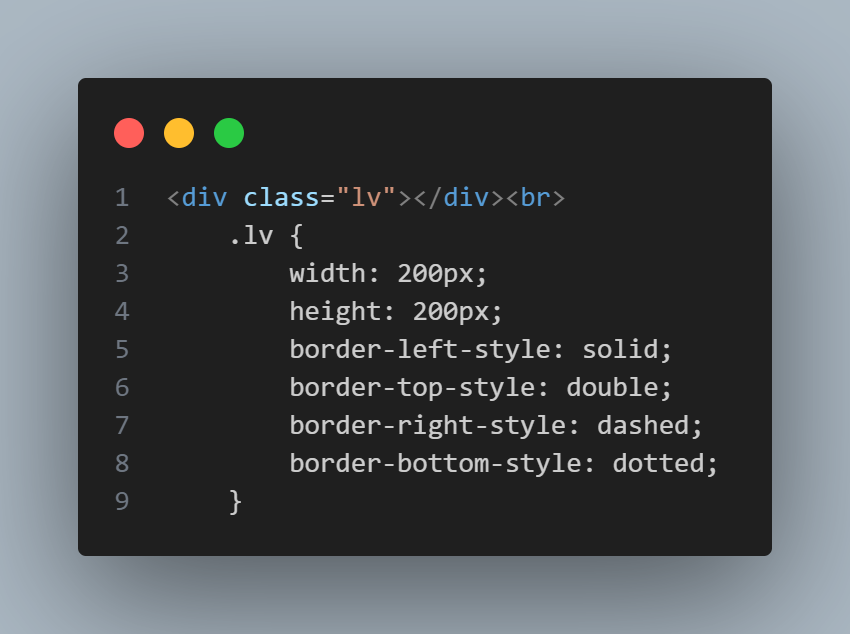 1 <div class="lv"></div><br>
2 .lv {
3 width: 200px;
4 height: 200px;
5 border-left-style: solid;
6 border-top-style: double;
7 border-right-style: dashed;
8 border-bottom-style: dotted;
9 }